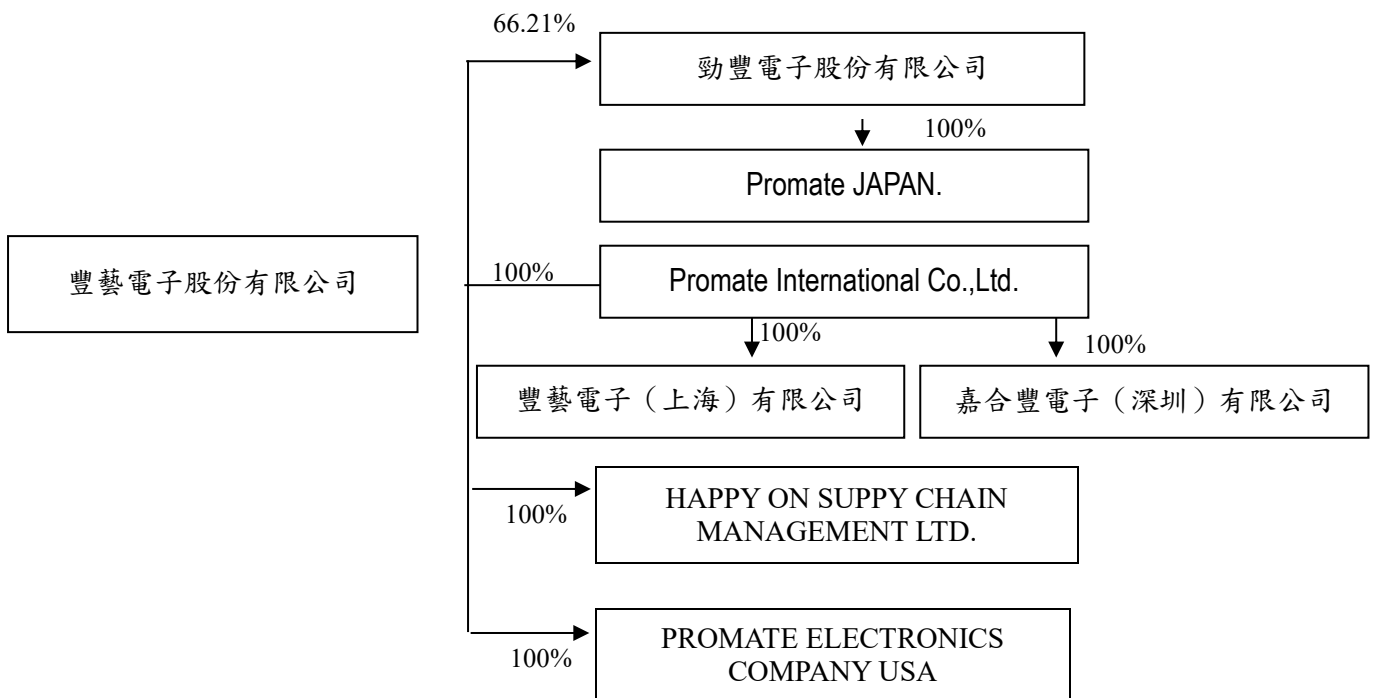 66.21%
勁豐電子股份有限公司
100%
Promate JAPAN.
豐藝電子股份有限公司
100%
Promate International Co.,Ltd.
100%
100%
豐藝電子（上海）有限公司
嘉合豐電子（深圳）有限公司
100%
HAPPY ON SUPPY CHAIN
MANAGEMENT LTD.
100%
PROMATE ELECTRONICS
COMPANY USA